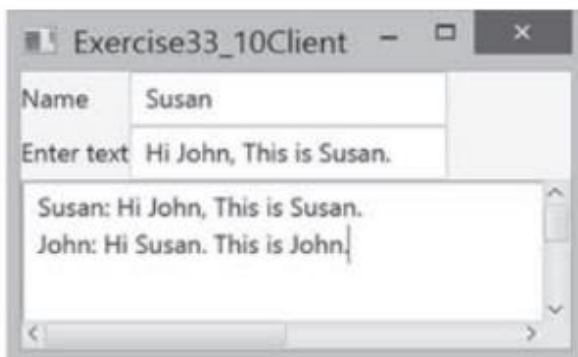 Exercise33_10Client
Name Susan
Enter text Hi John, This is Susan.
Susan: Hi John, This is Susan.
John: Hi Susan. This is John.